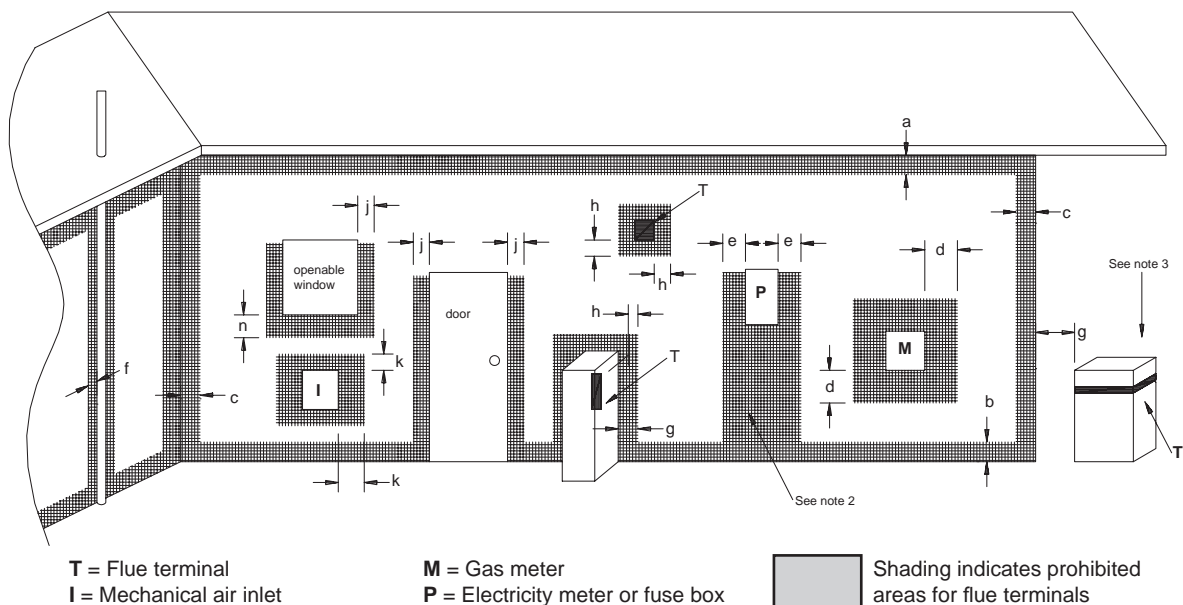 a
T
h
j
c
j
j
e
e
d
openable
window
See note 3
h
P
door
n
h
M
g
k
T
f
I
d
c
b
g
k
T
See note 2
T = Flue terminal
M = Gas meter
Shading indicates prohibited
I = Mechanical air inlet
P = Electricity meter or fuse box
areas for flue terminals